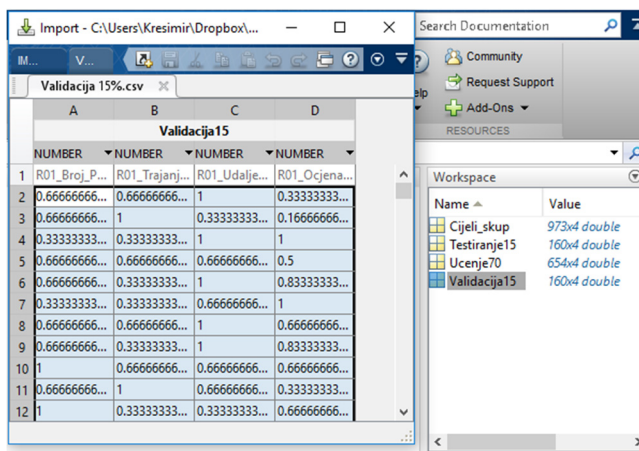 Import - C:\Users\Kresimir\Dropbox\...
IM...
V...
Validacija 15%.csv
A B C D
Validacija15
NUMBER NUMBER NUMBER NUMBER
1 R01_Broj_P... R01_Trajanj... R01_Udalje... R01_Ocjena...
2 0.66666666... 0.66666666... 1 0.33333333...
3 0.66666666... 1 0.33333333... 0.16666666...
4 0.33333333... 0.33333333... 1 1
5 0.66666666... 0.66666666... 0.66666666... 0.5
6 0.66666666... 0.33333333... 1 0.83333333...
7 0.33333333... 0.33333333... 0.66666666... 1
8 0.66666666... 0.66666666... 1 0.66666666...
9 0.66666666... 0.33333333... 1 0.83333333...
10 1 0.66666666... 0.66666666... 0.66666666...
11 0.66666666... 1 0.66666666... 0.33333333...
12 1 0.33333333... 0.33333333... 0.66666666...
Search Documentation
Community
Request Support
elp
Add-Ons
RESOURCES
Workspace
Name Value
Cijeli_skup 973x4 double
Testiranje15 160x4 double
Ucenje70 654x4 double
Validacija15 160x4 double